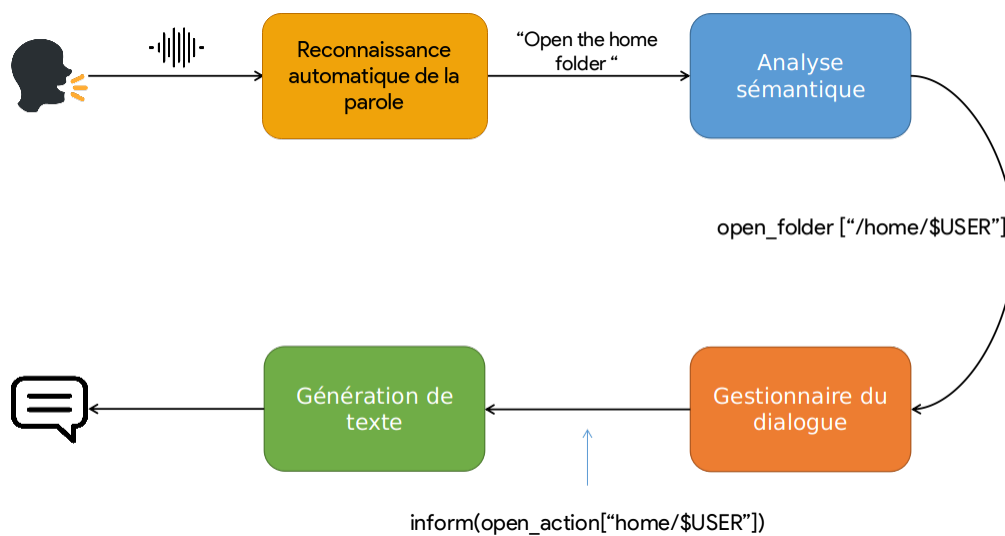 Reconnaissance
automatique de la
parole
“Open the home
folder “
Analyse
sémantique
open_folder [“/home/$USER”]
Génération de
texte
Gestionnaire du
dialogue
inform(open_action[“home/$USER”])